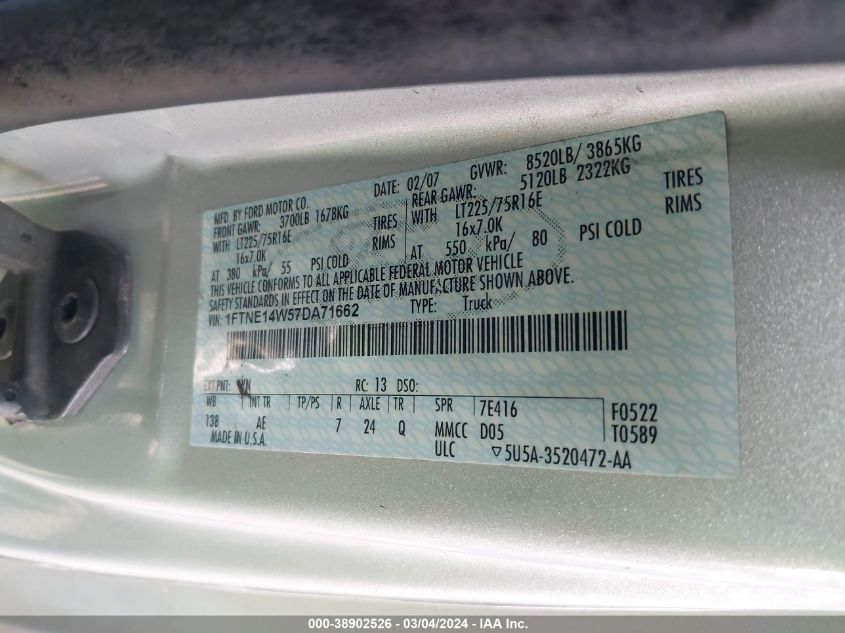 MFD. BY FORD MOTOR CO. DATE: 02/07 GVWR: 8520LB/ 3865KG
FRONT GAWR: 3700LB 1678KG REAR GAWR: 5120LB 2322KG
WITH LT225/75R16E TIRES WITH LT225/75R16E TIRES
16x7.0K RIMS 16x7.0K RIMS
AT 380 kPa/ 55 PSI COLD AT 550 kPa/ 80 PSI COLD
THIS VEHICLE CONFORMS TO ALL APPLICABLE FEDERAL MOTOR VEHICLE
SAFETY STANDARDS IN EFFECT ON THE DATE OF MANUFACTURE SHOWN ABOVE.
VIN: 1FTNE14W57DA71662 TYPE: Truck
EXT PNT: RC: 13 DSO:
WB INT TR TP/PS R AXLE TR SPR 7E416 F0522
138 AE 7 24 Q MMCC D05 T0589
MADE IN U.S.A. ULC ▽5U5A-3520472-AA
000-38902526 - 03/04/2024 - IAAI.com